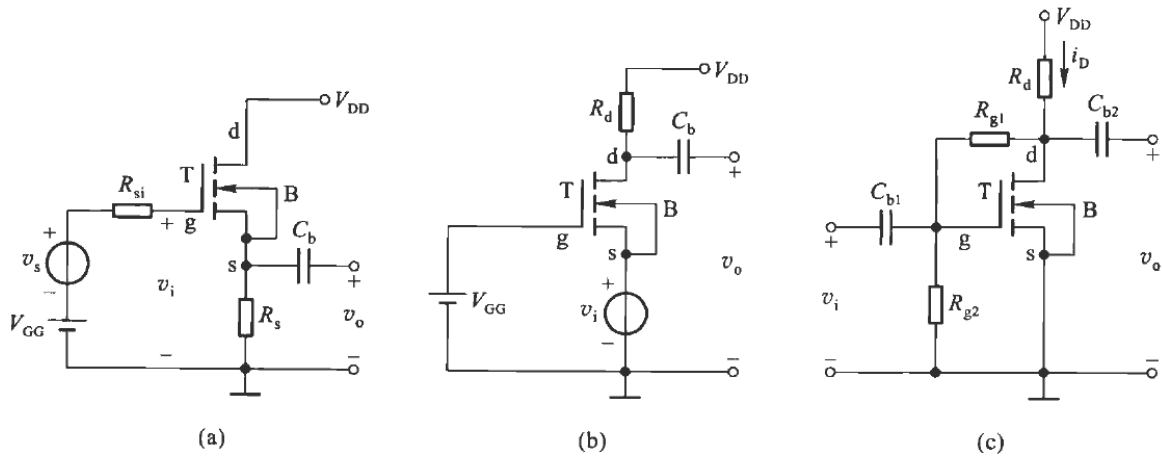 V_DD
d
T
B
R_si
+
g
C_b
+
v_s
−
s
+
v_i
R_s
v_o
V_GG
−
−
(a)
V_DD
R_d
C_b
d
+
T
B
g
s
v_o
+
V_GG
v_i
−
−
(b)
V_DD
i_D
R_d
R_g1
C_b2
d
+
T
C_b1
B
+
g
s
v_o
v_i
R_g2
−
−
(c)